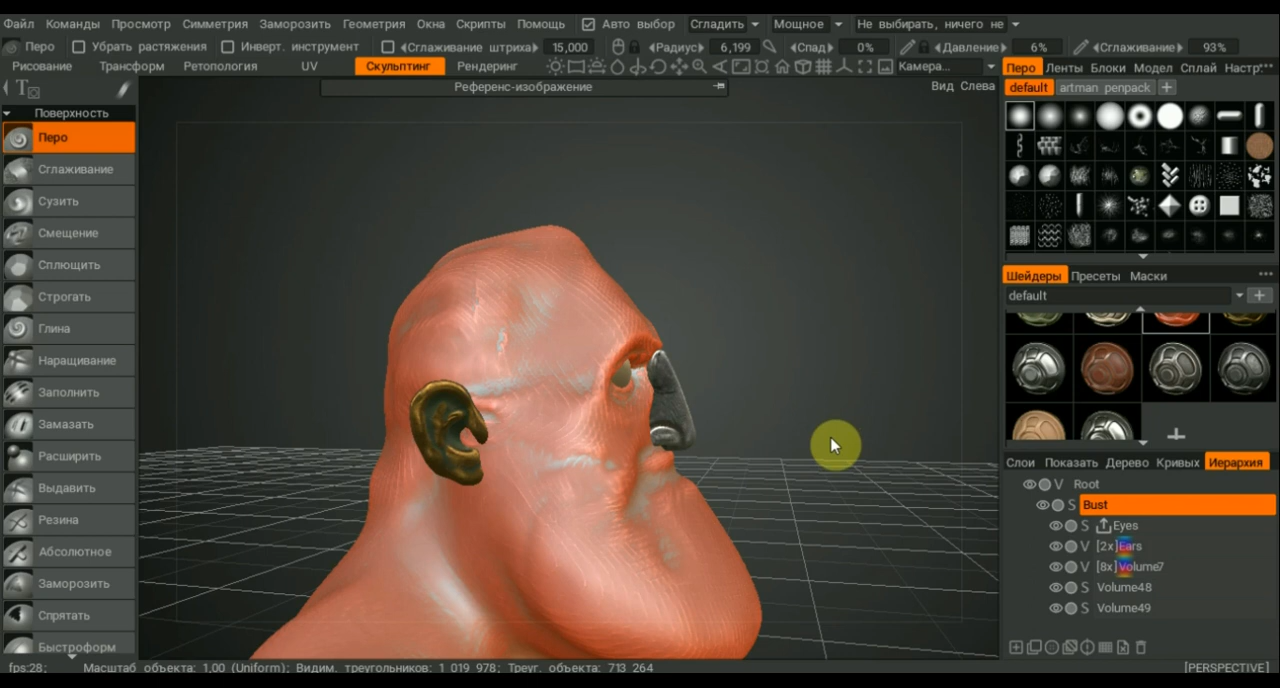 Файл Команды Просмотр Симметрия Заморозить Геометрия Окна Скрипты Помощь Авто выбор Сгладить Мощное Не выбирать, ничего не
Перо Убрать растяжения Инверт. инструмент Сглаживание штриха 15,000 Радиус 6,199 Спад 0% Давление 6% Сглаживание 93%
Рисование Трансформ Ретопология UV Скульптинг Рендеринг Камера...
Референс-изображение
Вид Слева
Поверхность
Перо
Сглаживание
Сузить
Смещение
Сплющить
Строгать
Глина
Наращивание
Заполнить
Замазать
Расширить
Выдавить
Резина
Абсолютное
Заморозить
Спрятать
Быстроформ
Перо Ленты Блоки Модел Сплай Настр
default artman penpack
Шейдеры Пресеты Маски
default
Слои Показать Дерево Кривых Иерархия
V Root
S Bust
S Eyes
V [2x]Ears
V [8x]Volume7
S Volume48
S Volume49
fps:28; Масштаб объекта: 1,00 (Uniform); Видим. треугольников: 1 019 978; Треуг. объекта: 713 264 [PERSPECTIVE]